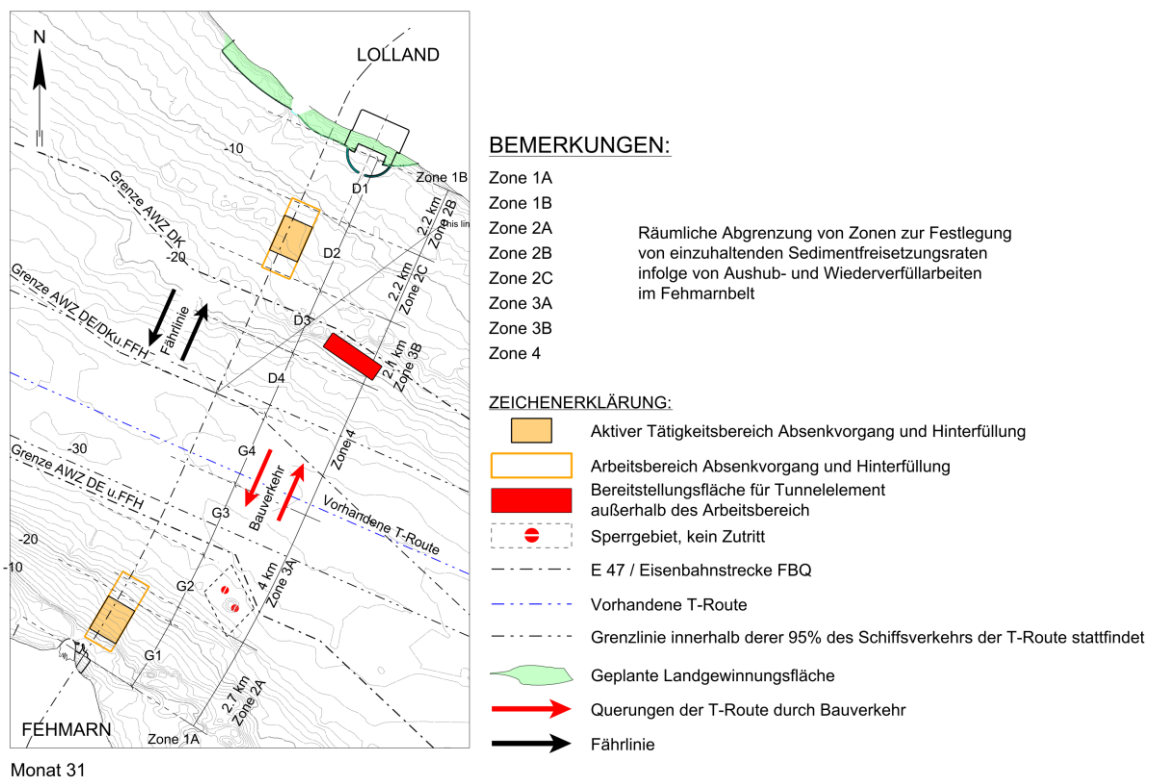 N
LOLLAND
-10
Zone 1B
D1
Grenze AWZ DK
2.2 km
Zone 2B
D2
-20
2.2 km
Zone 2C
Grenze AWZ DE/DKu.FFH
Fährlinie
D3
2.1 km
Zone 3B
D4
G4
Zone 4
-30
Bauverkehr
Grenze AWZ DE u.FFH
G3
Vorhandene T-Route
-20
-10
G2
4 km
Zone 3A
G1
2.7 km
Zone 2A
FEHMARN
Zone 1A
Monat 31
BEMERKUNGEN:
Zone 1A
Zone 1B
Zone 2A
Zone 2B
Zone 2C
Zone 3A
Zone 3B
Zone 4
Räumliche Abgrenzung von Zonen zur Festlegung
von einzuhaltenden Sedimentfreisetzungsraten
infolge von Aushub- und Wiederverfüllarbeiten
im Fehmarnbelt
ZEICHENERKLÄRUNG:
Aktiver Tätigkeitsbereich Absenkvorgang und Hinterfüllung
Arbeitsbereich Absenkvorgang und Hinterfüllung
Bereitstellungsfläche für Tunnelelement
außerhalb des Arbeitsbereich
Sperrgebiet, kein Zutritt
E 47 / Eisenbahnstrecke FBQ
Vorhandene T-Route
Grenzlinie innerhalb derer 95% des Schiffsverkehrs der T-Route stattfindet
Geplante Landgewinnungsfläche
Querungen der T-Route durch Bauverkehr
Fährlinie